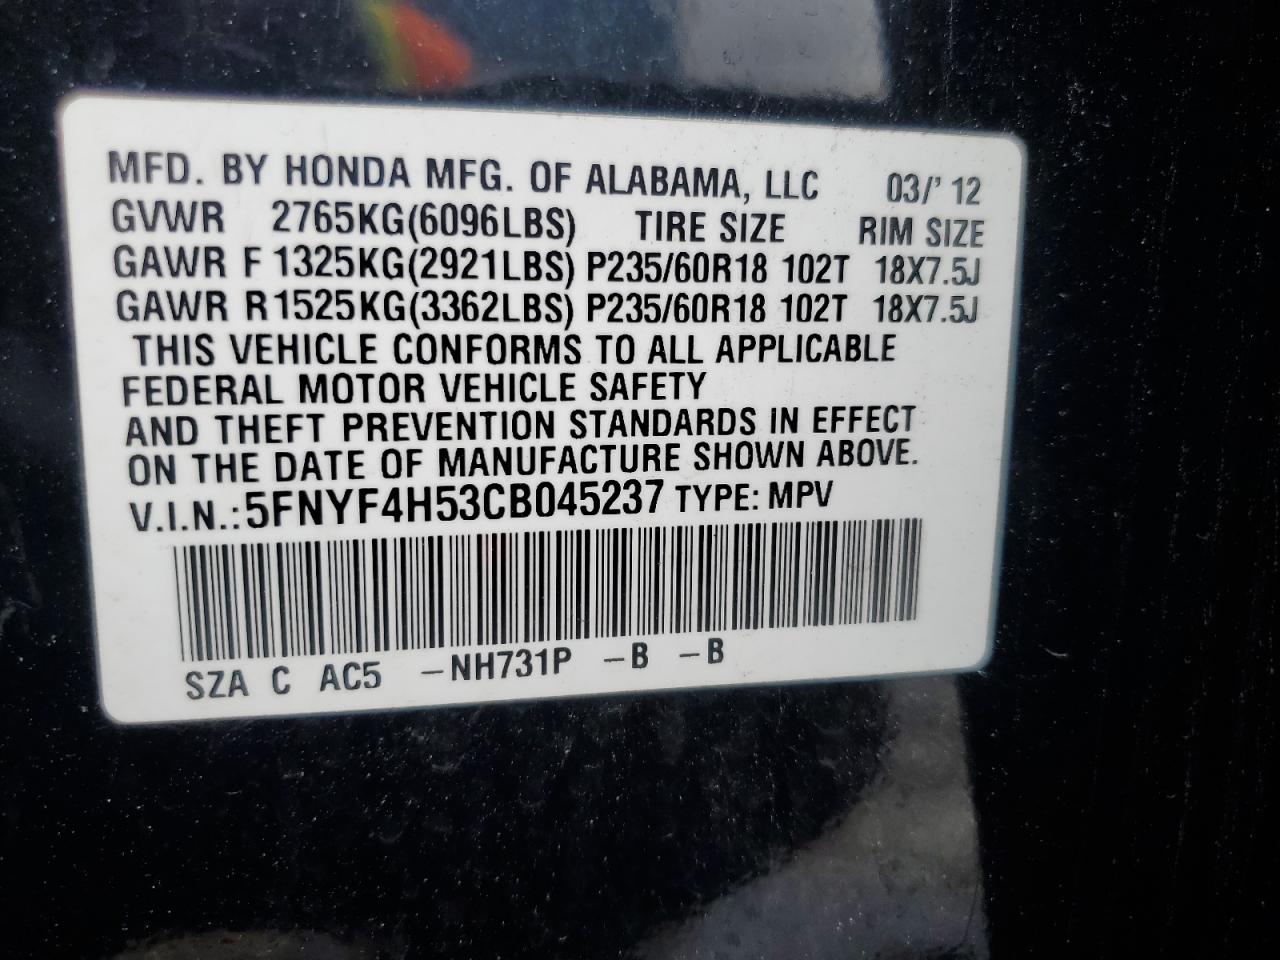 MFD. BY HONDA MFG. OF ALABAMA, LLC 03/' 12
GVWR 2765KG(6096LBS) TIRE SIZE RIM SIZE
GAWR F 1325KG(2921LBS) P235/60R18 102T 18X7.5J
GAWR R 1525KG(3362LBS) P235/60R18 102T 18X7.5J
THIS VEHICLE CONFORMS TO ALL APPLICABLE
FEDERAL MOTOR VEHICLE SAFETY
AND THEFT PREVENTION STANDARDS IN EFFECT
ON THE DATE OF MANUFACTURE SHOWN ABOVE.
V.I.N.: 5FNYF4H53CB045237 TYPE: MPV
SZA C AC5 -NH731P -B -B